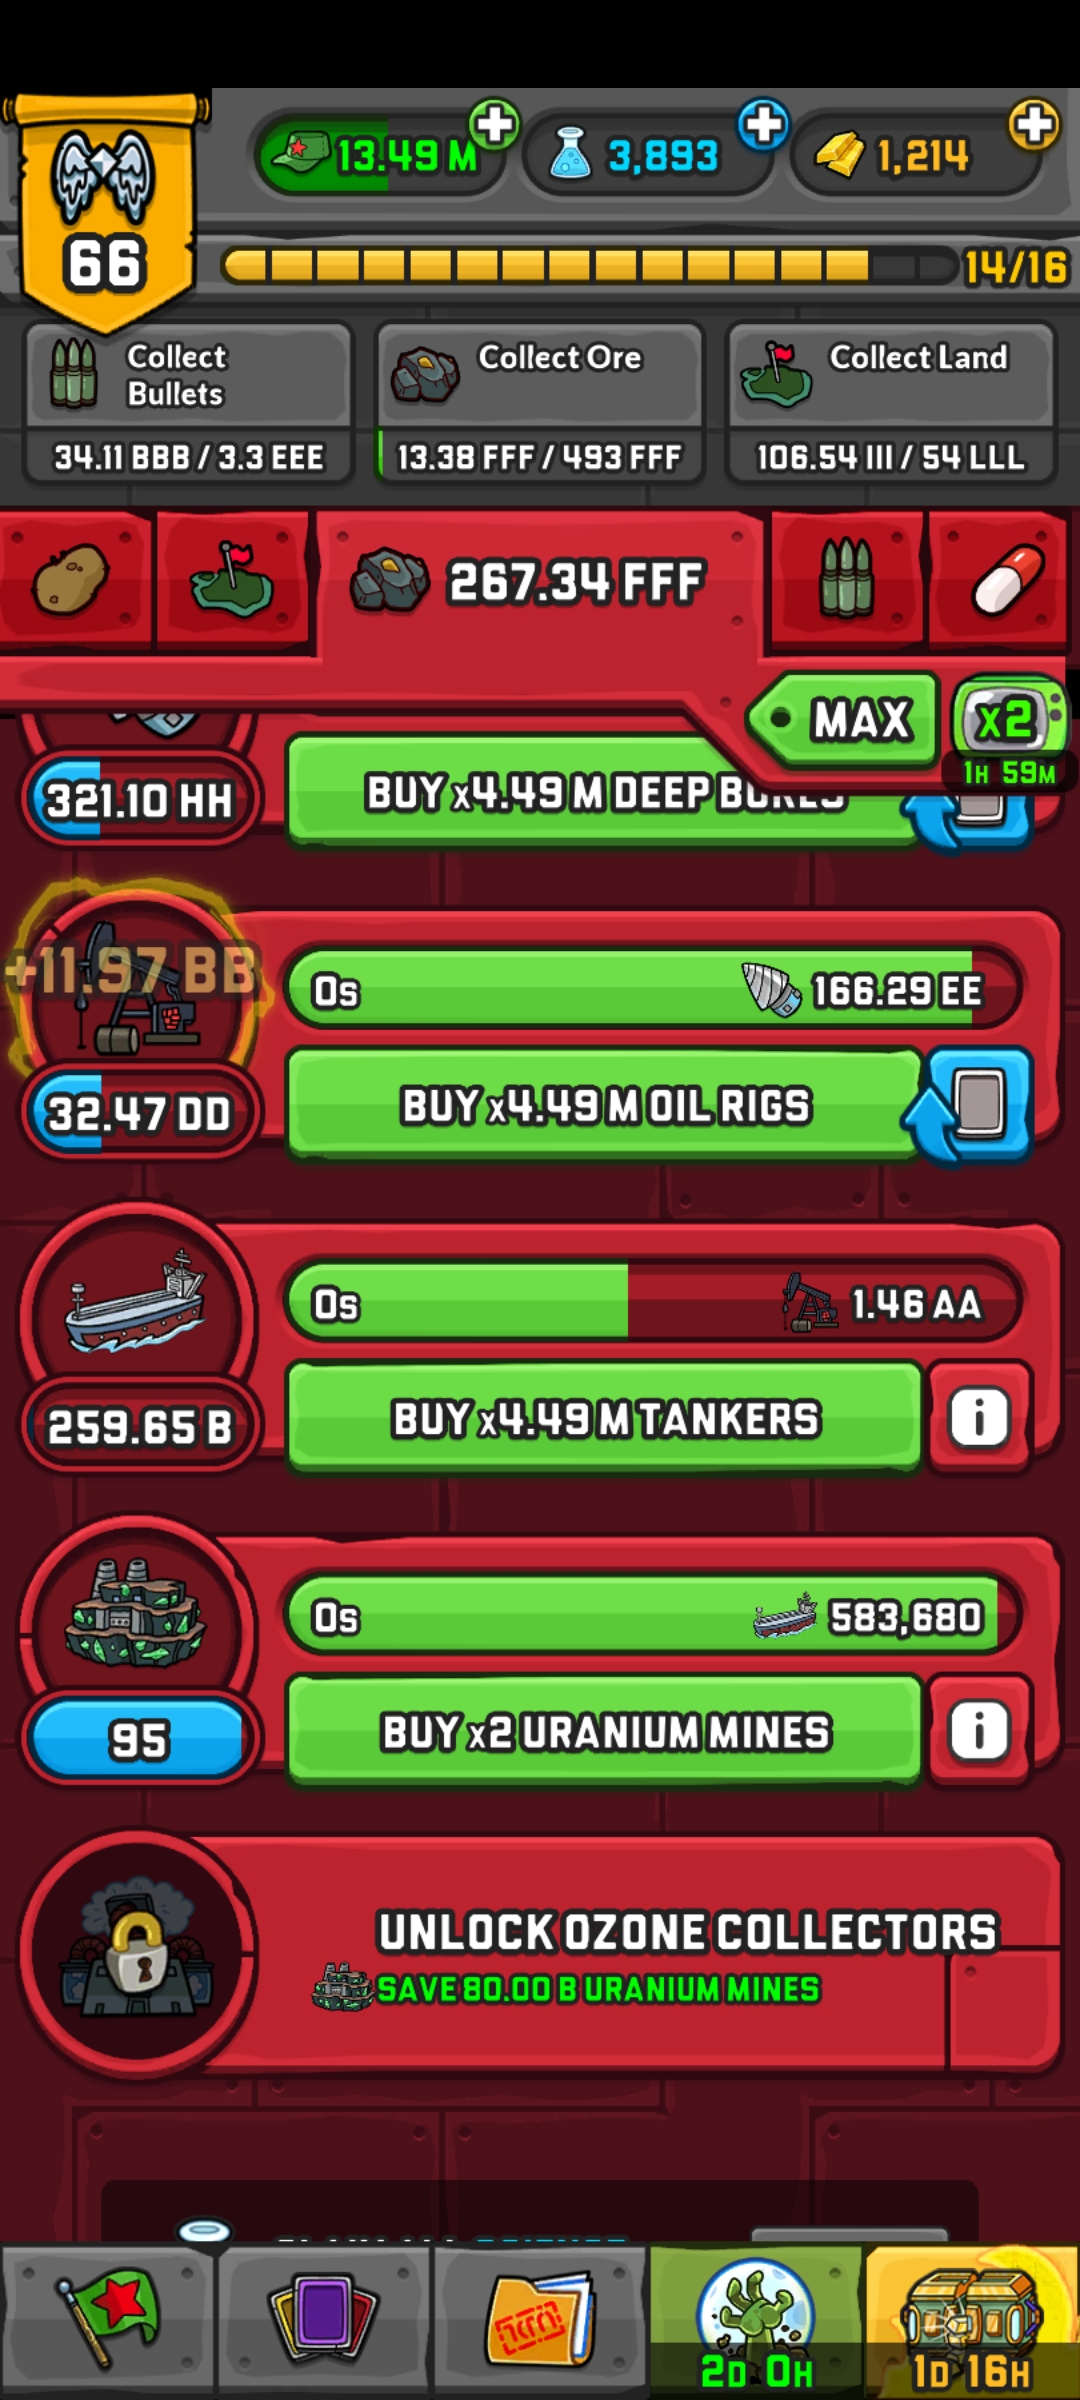 13.49 M
3,893
1,214
66
14/16
Collect
Bullets
34.11 BBB / 3.3 EEE
Collect Ore
13.38 FFF / 493 FFF
Collect Land
106.54 III / 54 LLL
267.34 FFF
MAX
x2
1H 59M
321.10 HH
BUY x4.49 M DEEP BORES
+11.97 BB
0s
166.29 EE
32.47 DD
BUY x4.49 M OIL RIGS
0s
1.46 AA
259.65 B
BUY x4.49 M TANKERS
i
0s
583,680
95
BUY x2 URANIUM MINES
i
UNLOCK OZONE COLLECTORS
SAVE 80.00 B URANIUM MINES
2D 0H
1D 16H